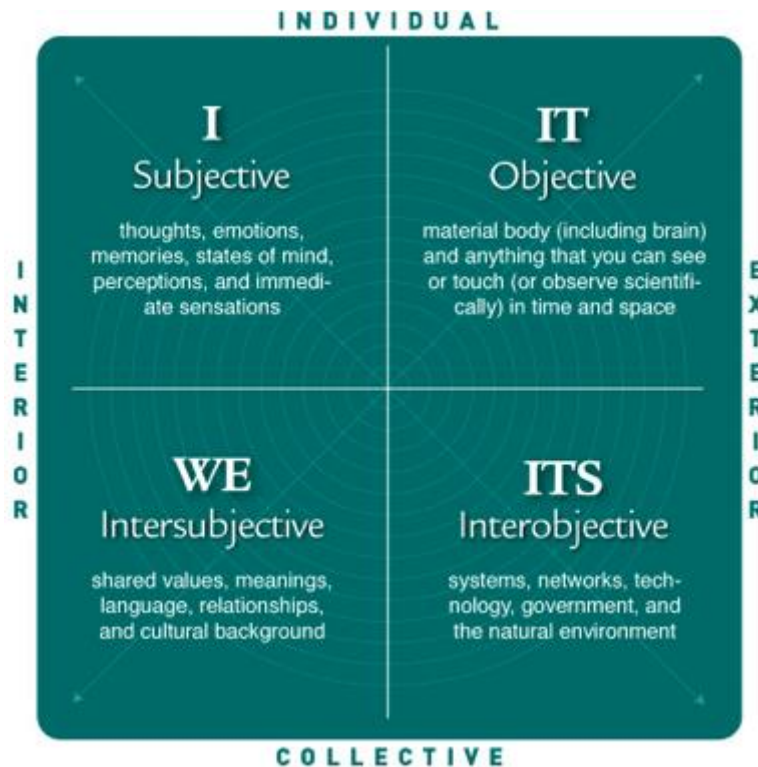 INDIVIDUAL
I
Subjective
thoughts, emotions,
memories, states of mind,
perceptions, and immedi-
ate sensations
IT
Objective
material body (including brain)
and anything that you can see
or touch (or observe scientifi-
cally) in time and space
INTERIOR
EXTERIOR
WE
Intersubjective
shared values, meanings,
language, relationships,
and cultural background
ITS
Interobjective
systems, networks, tech-
nology, government, and
the natural environment
COLLECTIVE